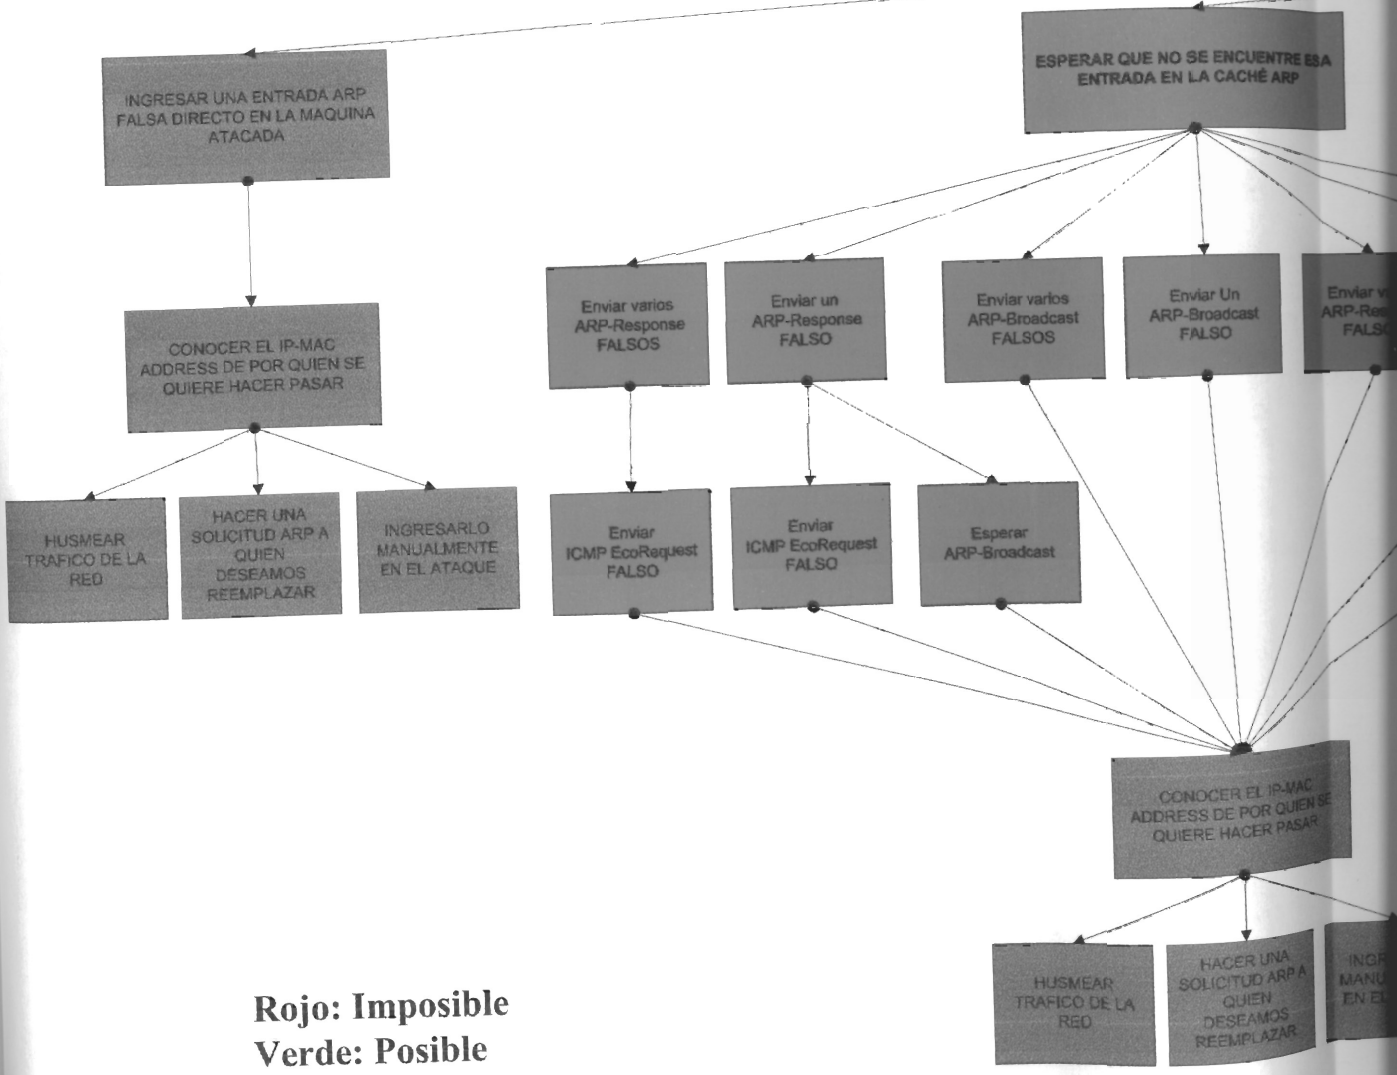 INGRESAR UNA ENTRADA ARP
FALSA DIRECTO EN LA MAQUINA
ATACADA
ESPERAR QUE NO SE ENCUENTRE ESA
ENTRADA EN LA CACHÉ ARP
CONOCER EL IP-MAC
ADDRESS DE POR QUIEN SE
QUIERE HACER PASAR
Enviar varios
ARP-Response
FALSOS
Enviar un
ARP-Response
FALSO
Enviar varios
ARP-Broadcast
FALSOS
Enviar Un
ARP-Broadcast
FALSO
Enviar
HUSMEAR
TRAFICO DE LA
RED
HACER UNA
SOLICITUD ARP A
QUIEN
DESEAMOS
REEMPLAZAR
INGRESARLO
MANUALMENTE
EN EL ATAQUE
Enviar
ICMP EcoRequest
FALSO
Enviar
ICMP EcoRequest
FALSO
Esperar
ARP-Broadcast
CONOCER EL IP-MAC
ADDRESS DE POR QUIEN SE
QUIERE HACER PASAR
HUSMEAR
TRAFICO DE LA
RED
HACER UNA
SOLICITUD ARP A
QUIEN
DESEAMOS
REEMPLAZAR
EN EL
Rojo: Imposible
Verde: Posible